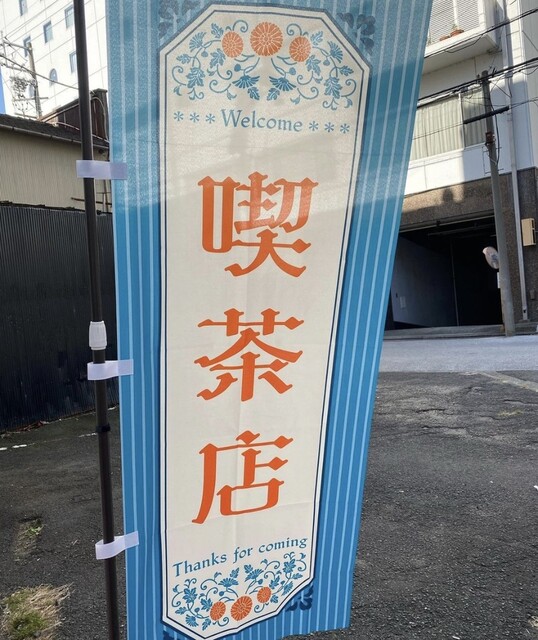 *** Welcome ***
喫茶店
Thanks for coming